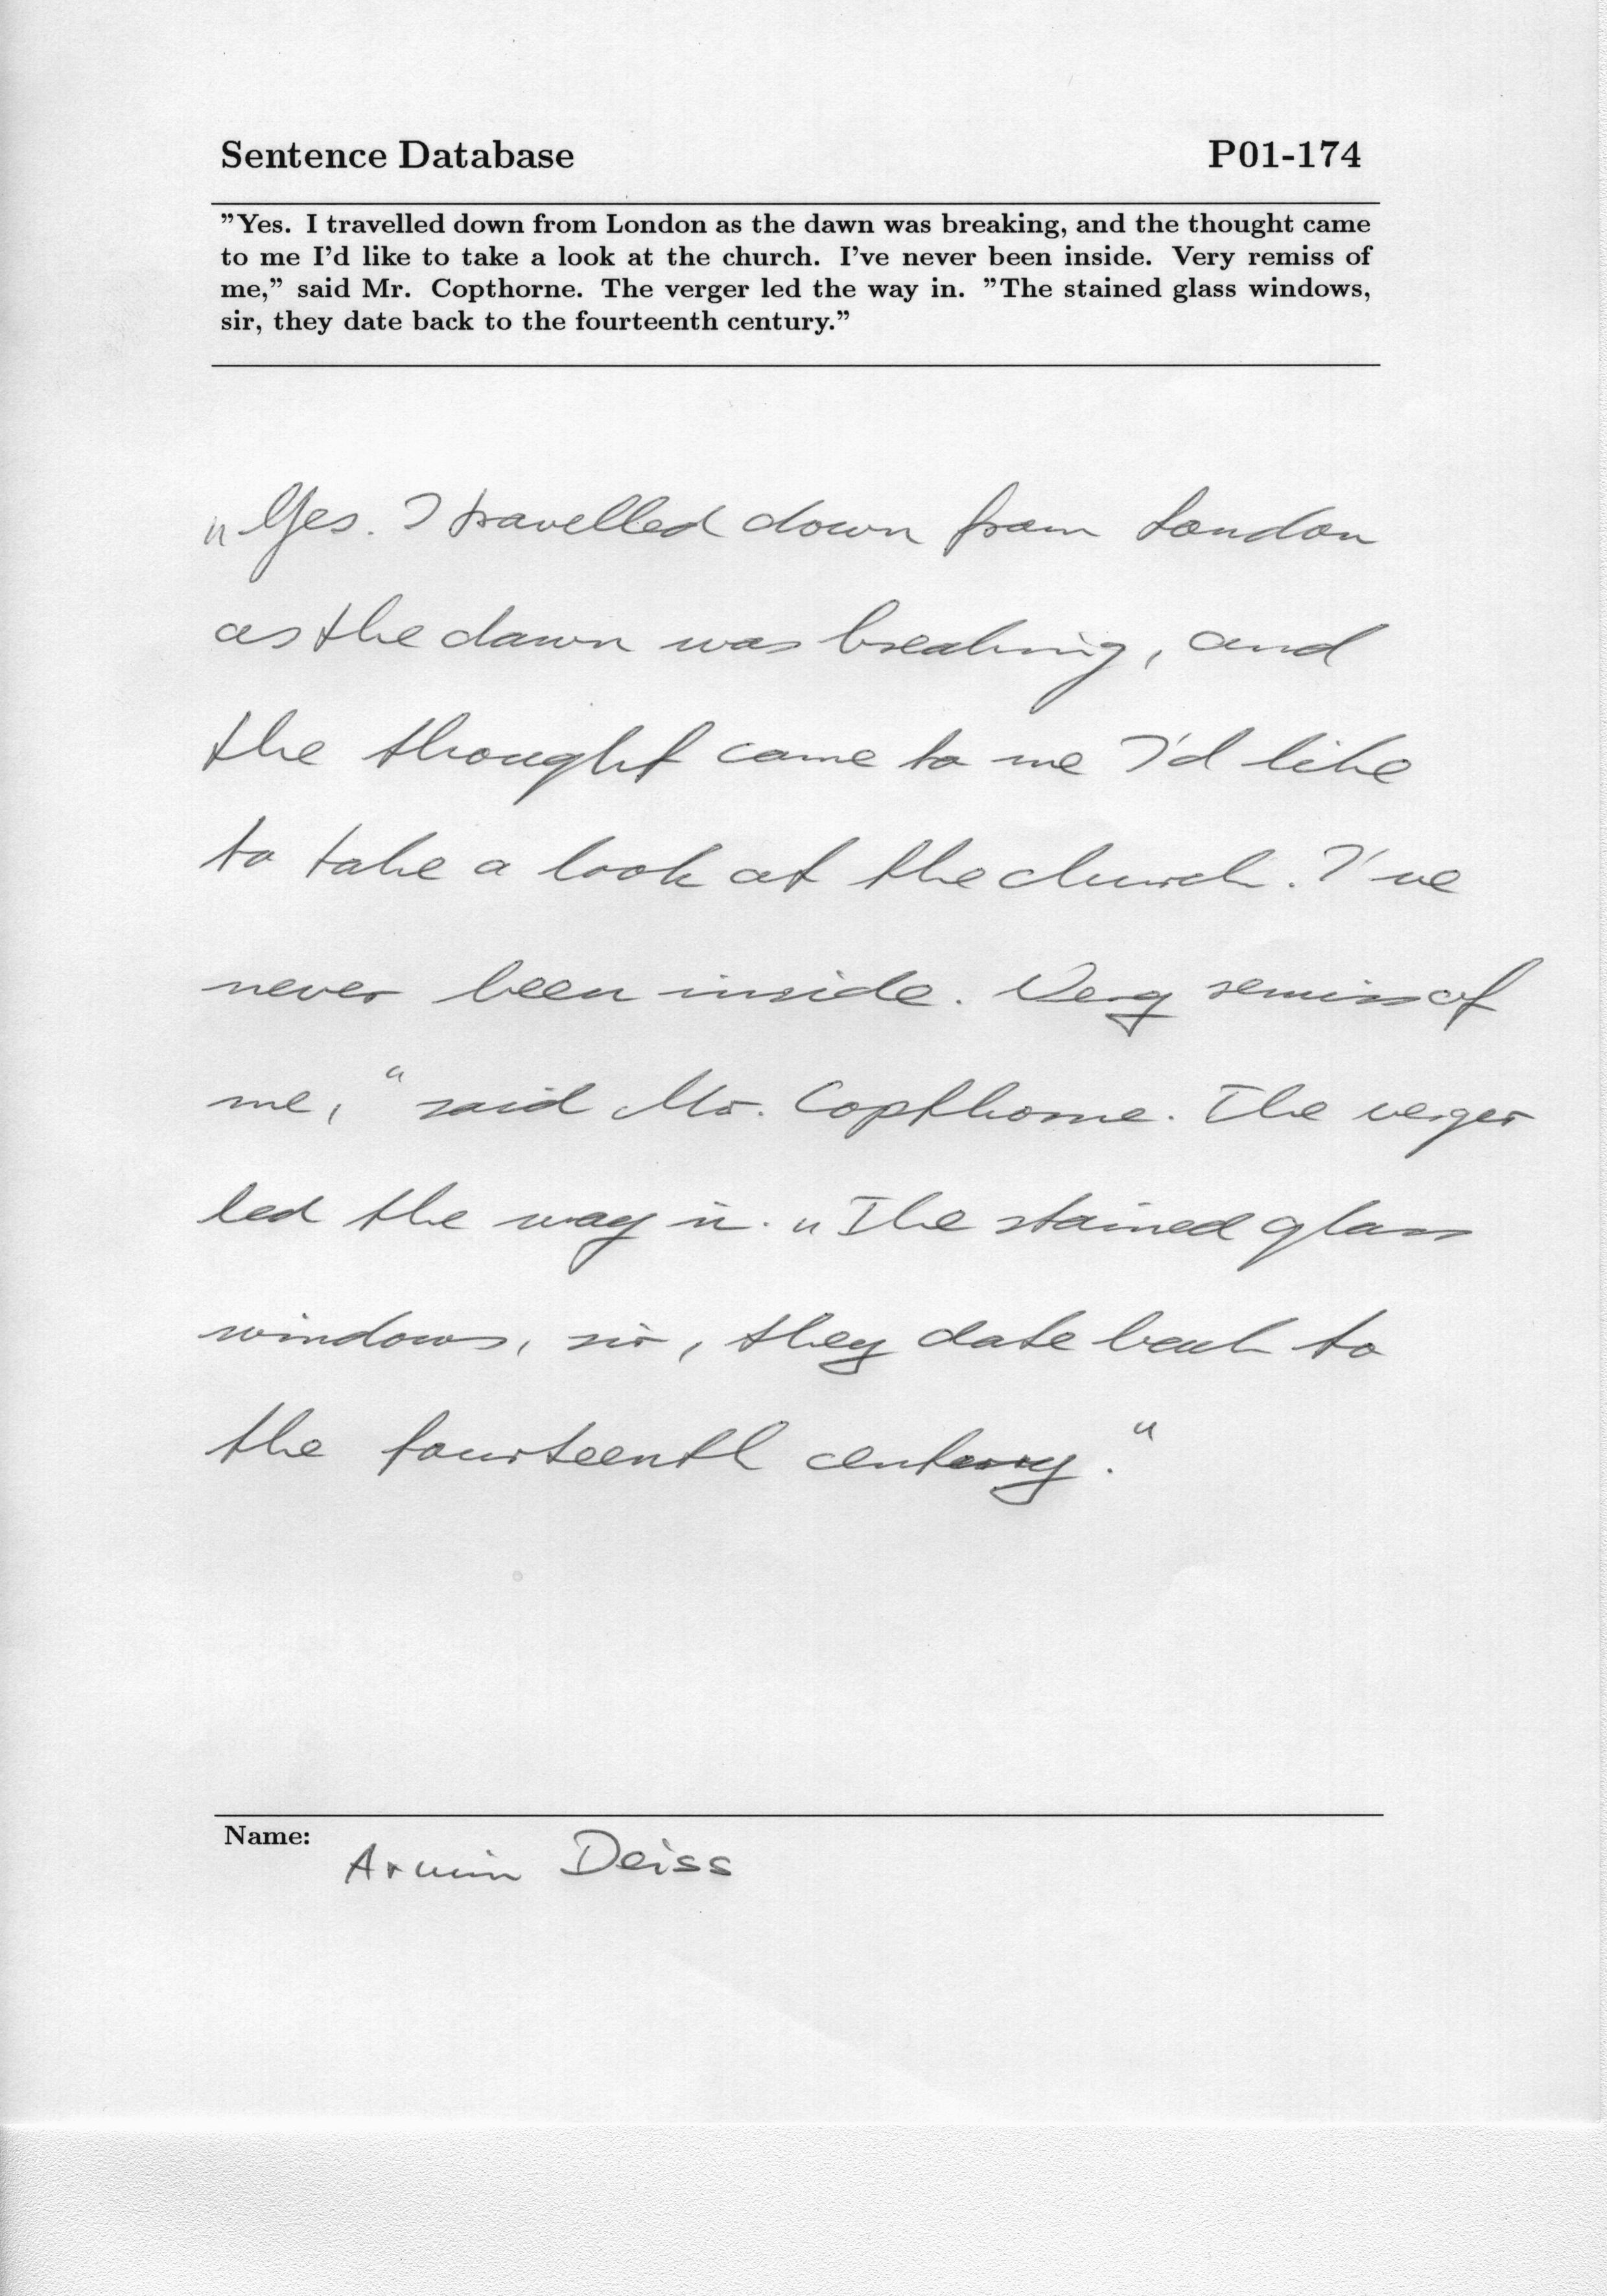 Sentence Database P01-174
"Yes. I travelled down from London as the dawn was breaking, and the thought came
to me I'd like to take a look at the church. I've never been inside. Very remiss of
me," said Mr. Copthorne. The verger led the way in. "The stained glass windows,
sir, they date back to the fourteenth century."
„Yes. I travelled down from London
as the dawn was breaking, and
the thought came to me I'd like
to take a look at the church. I've
never been inside. Very remiss of
me," said Mr. Copthorne. The verger
led the way in. „The stained glass
windows, sir, they date back to
the fourteenth century."
Name: Armin Deiss